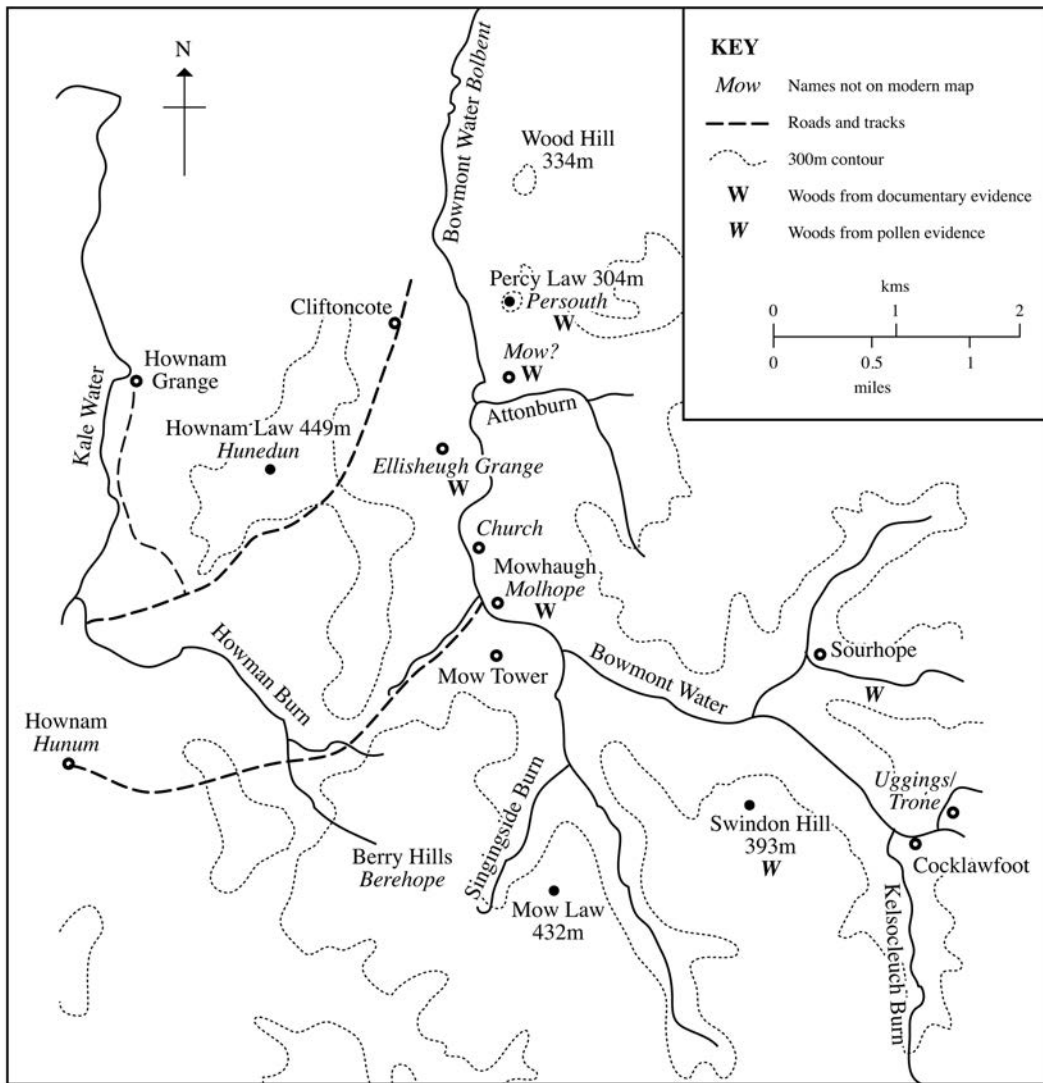 N
Bowmont Water Bolbent
Wood Hill
334m
KEY
Mow Names not on modern map
Roads and tracks
300m contour
W Woods from documentary evidence
W Woods from pollen evidence
kms
0 1 2
0 0.5 1
miles
Percy Law 304m
Persouth
W
Cliftoncote
Mow?
W
Hownam
Grange
Kale Water
Attonburn
Hownam Law 449m
Hunedun
Ellisheugh Grange
W
Church
Mowhaugh
Molhope
W
Howman Burn
Mow Tower
Bowmont Water
Sourhope
W
Hownam
Hunum
Uggings/
Trone
Swindon Hill
393m
W
Cocklawfoot
Singingside Burn
Berry Hills
Berehope
Mow Law
432m
Kelsocleuch Burn